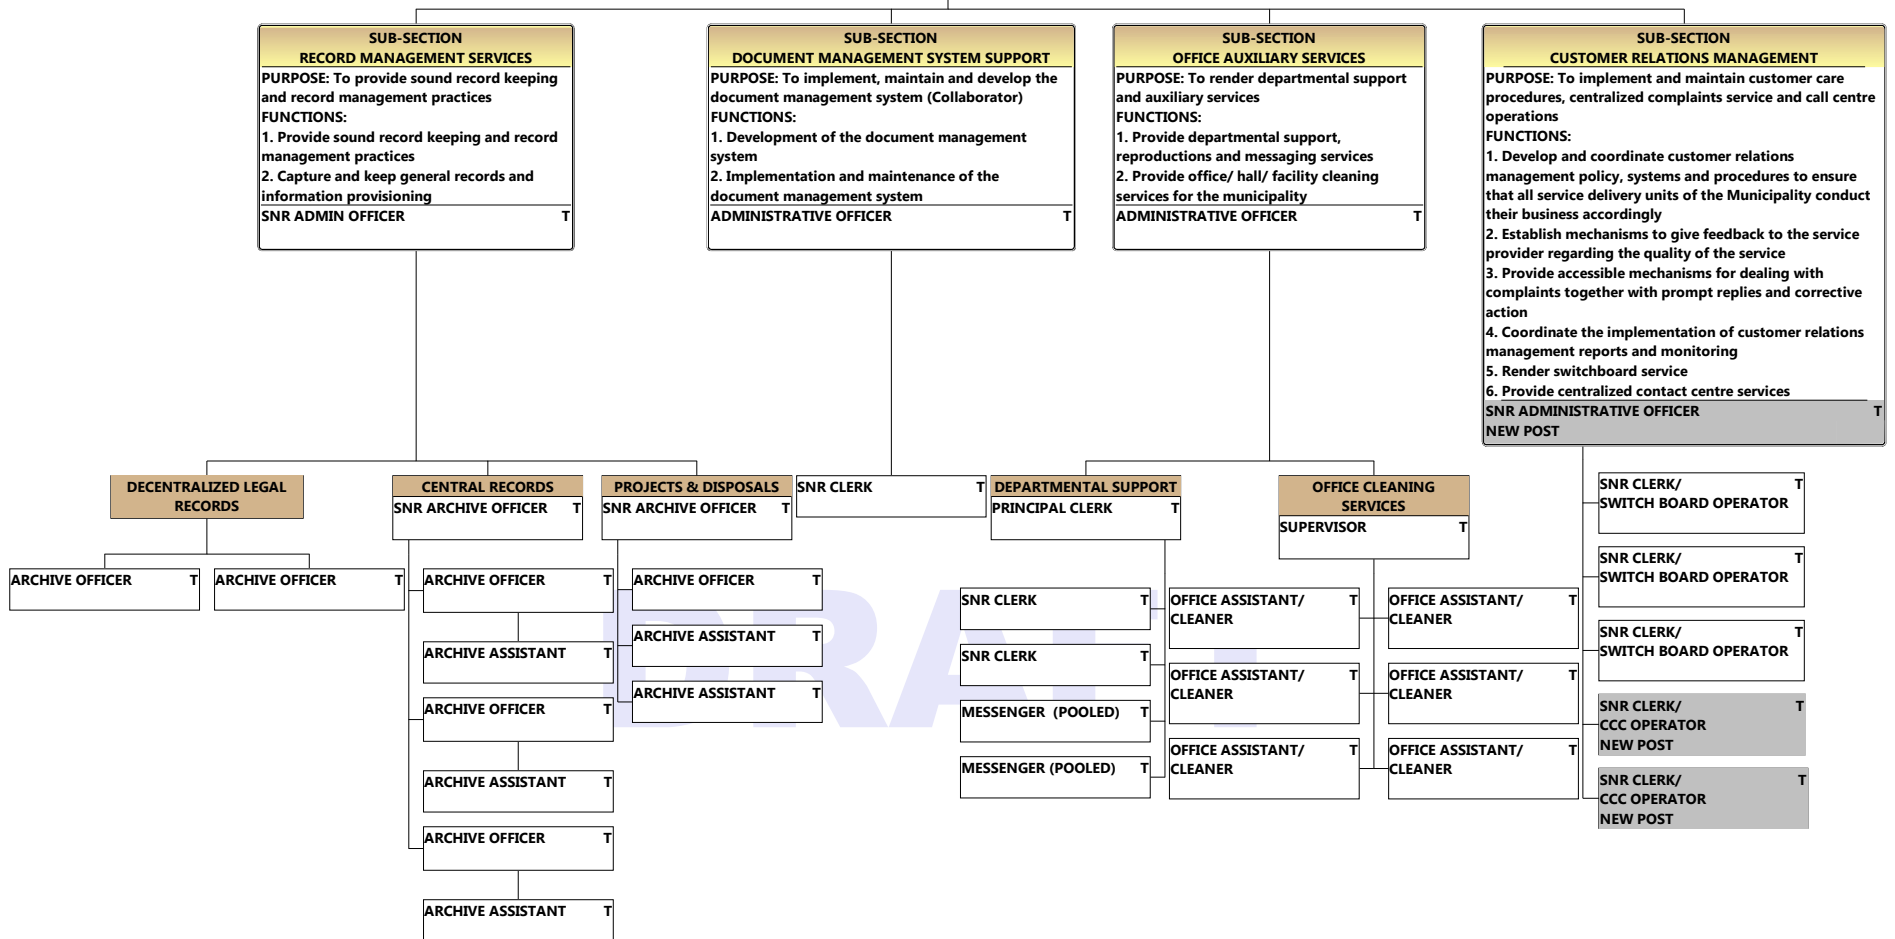 SUB-SECTION
RECORD MANAGEMENT SERVICES
PURPOSE: To provide sound record keeping
and record management practices
FUNCTIONS:
1. Provide sound record keeping and record
management practices
2. Capture and keep general records and
information provisioning
SNR ADMIN OFFICER T
SUB-SECTION
DOCUMENT MANAGEMENT SYSTEM SUPPORT
PURPOSE: To implement, maintain and develop the
document management system (Collaborator)
FUNCTIONS:
1. Development of the document management
system
2. Implementation and maintenance of the
document management system
ADMINISTRATIVE OFFICER T
SUB-SECTION
OFFICE AUXILIARY SERVICES
PURPOSE: To render departmental support
and auxiliary services
FUNCTIONS:
1. Provide departmental support,
reproductions and messaging services
2. Provide office/ hall/ facility cleaning
services for the municipality
ADMINISTRATIVE OFFICER T
SUB-SECTION
CUSTOMER RELATIONS MANAGEMENT
PURPOSE: To implement and maintain customer care
procedures, centralized complaints service and call centre
operations
FUNCTIONS:
1. Develop and coordinate customer relations
management policy, systems and procedures to ensure
that all service delivery units of the Municipality conduct
their business accordingly
2. Establish mechanisms to give feedback to the service
provider regarding the quality of the service
3. Provide accessible mechanisms for dealing with
complaints together with prompt replies and corrective
action
4. Coordinate the implementation of customer relations
management reports and monitoring
5. Render switchboard service
6. Provide centralized contact centre services
SNR ADMINISTRATIVE OFFICER T
NEW POST
DECENTRALIZED LEGAL
RECORDS
ARCHIVE OFFICER T
ARCHIVE OFFICER T
CENTRAL RECORDS
SNR ARCHIVE OFFICER T
ARCHIVE OFFICER T
ARCHIVE ASSISTANT T
ARCHIVE OFFICER T
ARCHIVE ASSISTANT T
ARCHIVE OFFICER T
ARCHIVE ASSISTANT T
PROJECTS & DISPOSALS
SNR ARCHIVE OFFICER T
ARCHIVE OFFICER T
ARCHIVE ASSISTANT T
ARCHIVE ASSISTANT T
SNR CLERK T
DEPARTMENTAL SUPPORT
PRINCIPAL CLERK T
SNR CLERK T
SNR CLERK T
MESSENGER (POOLED) T
MESSENGER (POOLED) T
OFFICE CLEANING
SERVICES
SUPERVISOR T
OFFICE ASSISTANT/ T
CLEANER
OFFICE ASSISTANT/ T
CLEANER
OFFICE ASSISTANT/ T
CLEANER
OFFICE ASSISTANT/ T
CLEANER
OFFICE ASSISTANT/ T
CLEANER
OFFICE ASSISTANT/ T
CLEANER
SNR CLERK/ T
SWITCH BOARD OPERATOR
SNR CLERK/ T
SWITCH BOARD OPERATOR
SNR CLERK/ T
SWITCH BOARD OPERATOR
SNR CLERK/ T
CCC OPERATOR
NEW POST
SNR CLERK/ T
CCC OPERATOR
NEW POST
DRAFT